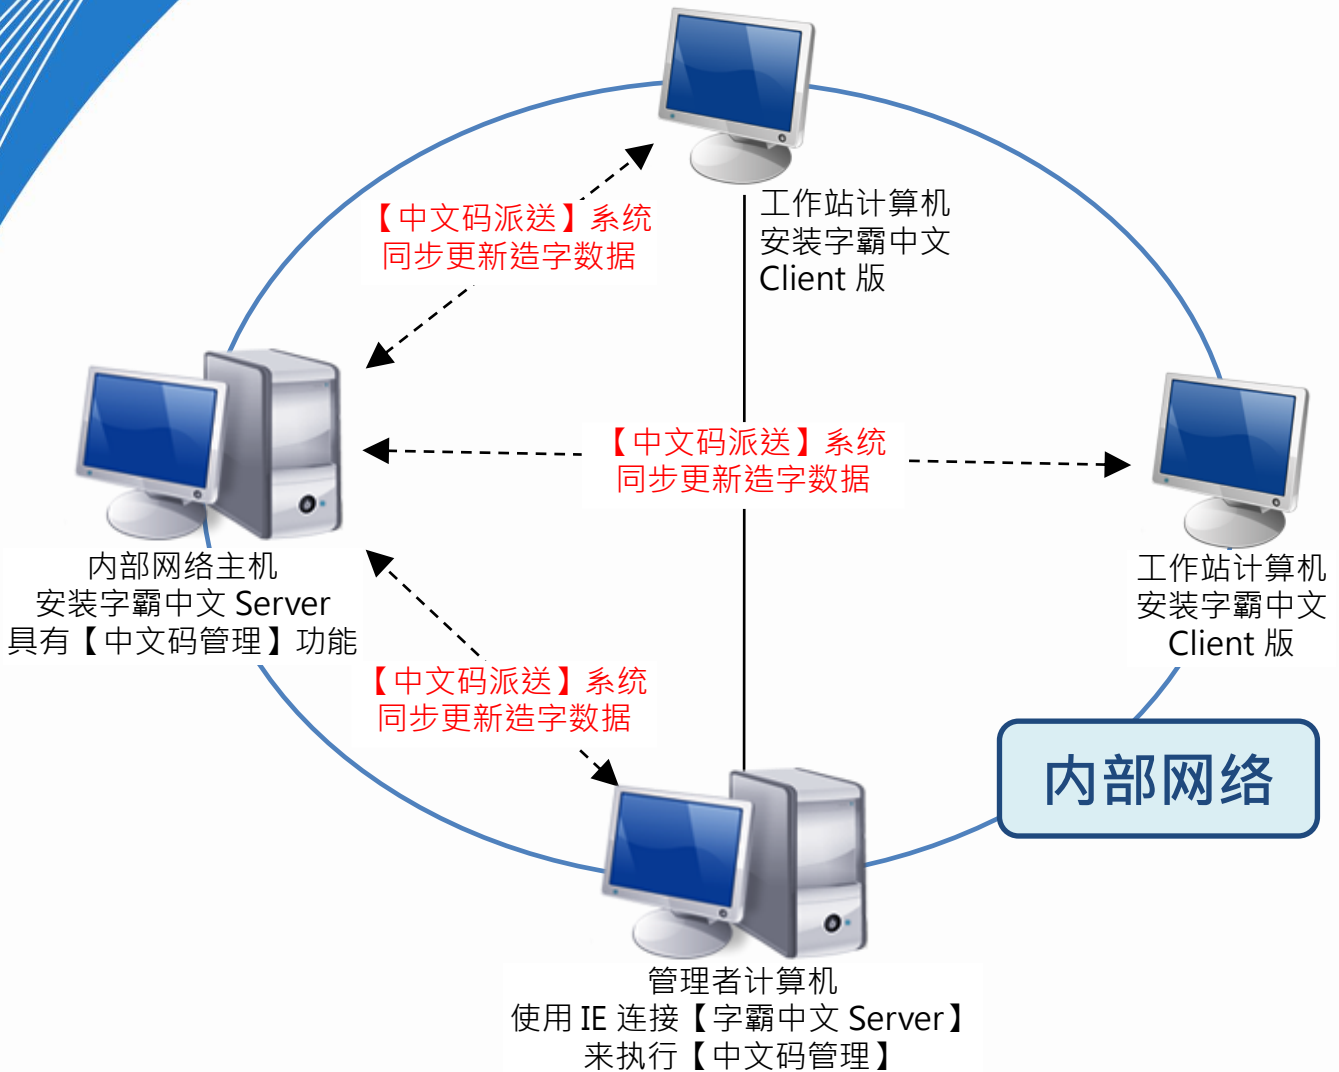 工作站计算机
安装字霸中文
Client 版
【中文码派送】系统
同步更新造字数据
【中文码派送】系统
同步更新造字数据
内部网络主机
安装字霸中文 Server
具有【中文码管理】功能
工作站计算机
安装字霸中文
Client 版
【中文码派送】系统
同步更新造字数据
内部网络
管理者计算机
使用 IE 连接【字霸中文 Server】
来执行【中文码管理】